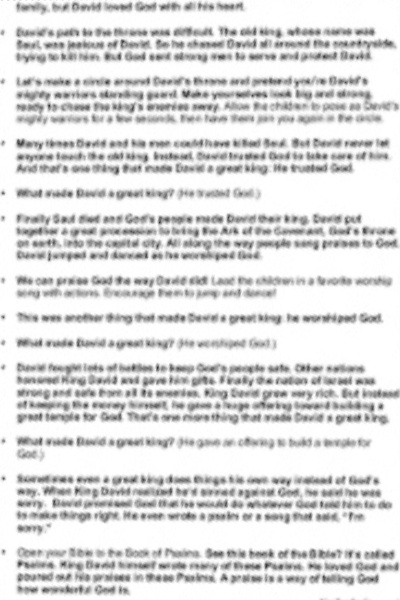 family, but David loved God with all his heart.
• David's path to the throne was difficult. The old king, whose name was
Saul, was jealous of David. So he chased David all around the countryside,
trying to kill him. But God sent strong men to serve and protect David.
• Let's make a circle around David's throne and pretend you're David's
mighty warriors standing guard. Make yourselves look big and strong,
ready to chase the king's enemies away. Allow the children to pose as David's
mighty warriors for a few seconds, then have them join you again in the circle.
• Many times David and his men could have killed Saul. But David never let
anyone touch the old king. Instead, David trusted God to take care of him.
And that's one thing that made David a great king: He trusted God.
• What made David a great king? (He trusted God.)
• Finally Saul died and God's people made David their king. David put
together a great procession to bring the Ark of the Covenant, God's throne
on earth, into the capital city. All along the way people sang praises to God.
David jumped and danced as he worshiped God.
• We can praise God the way David did! Lead the children in a favorite worship
song with actions. Encourage them to jump and dance!
• This was another thing that made David a great king: he worshiped God.
• What made David a great king? (He worshiped God.)
• David fought lots of battles to keep God's people safe. Other nations
honored King David and gave him gifts. Finally the nation of Israel was
strong and safe from all its enemies. King David grew very rich. But instead
of keeping the money himself, he gave a huge offering toward building a
great temple for God. That's one more thing that made David a great king.
• What made David a great king? (He gave an offering to build a temple for
God.)
• Sometimes even a great king does things his own way instead of God's
way. When King David realized he'd sinned against God, he said he was
sorry. David promised God that he would do whatever God told him to do
to make things right. He even wrote a psalm or a song that said, "I'm
sorry."
• Open your Bible to the Book of Psalms. See this book of the Bible? It's called
Psalms. King David himself wrote many of these Psalms. He loved God and
poured out his praises in these Psalms. A praise is a way of telling God
how wonderful God is.